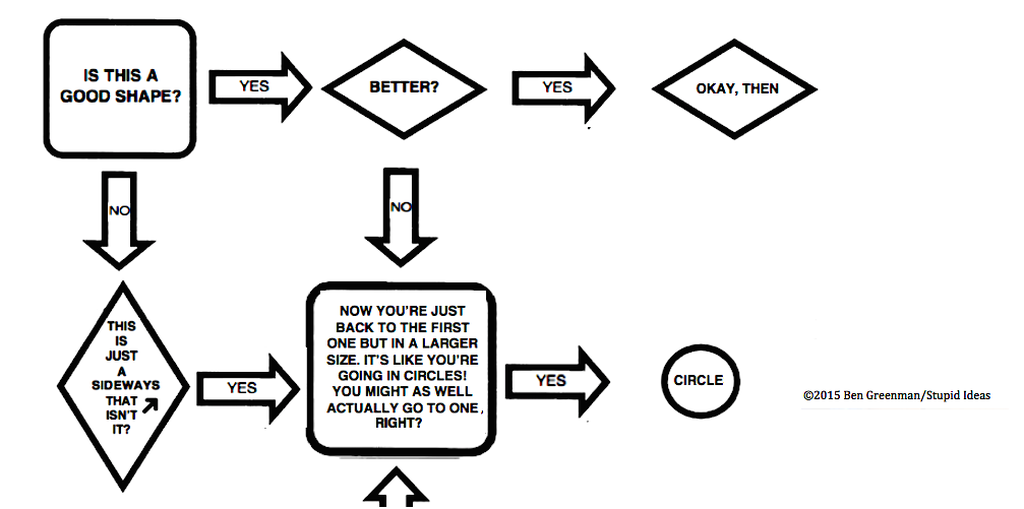 IS THIS A
GOOD SHAPE?
YES
BETTER?
YES
OKAY, THEN
NO
NO
THIS
IS
JUST
A
SIDEWAYS
THAT
ISN'T
IT?
YES
NOW YOU'RE JUST
BACK TO THE FIRST
ONE BUT IN A LARGER
SIZE. IT'S LIKE YOU'RE
GOING IN CIRCLES!
YOU MIGHT AS WELL
ACTUALLY GO TO ONE,
RIGHT?
YES
CIRCLE
©2015 Ben Greenman/Stupid Ideas